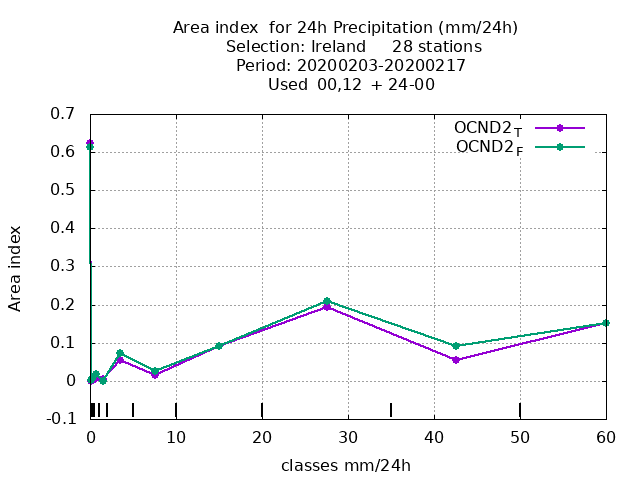 Area index  for 24h Precipitation (mm/24h)
Selection: Ireland     28 stations
Period: 20200203-20200217
Used  00,12  + 24-00
OCND2T
OCND2F
0.7
0.6
0.5
0.4
0.3
0.2
0.1
0
-0.1
Area index
0 10 20 30 40 50 60
classes mm/24h